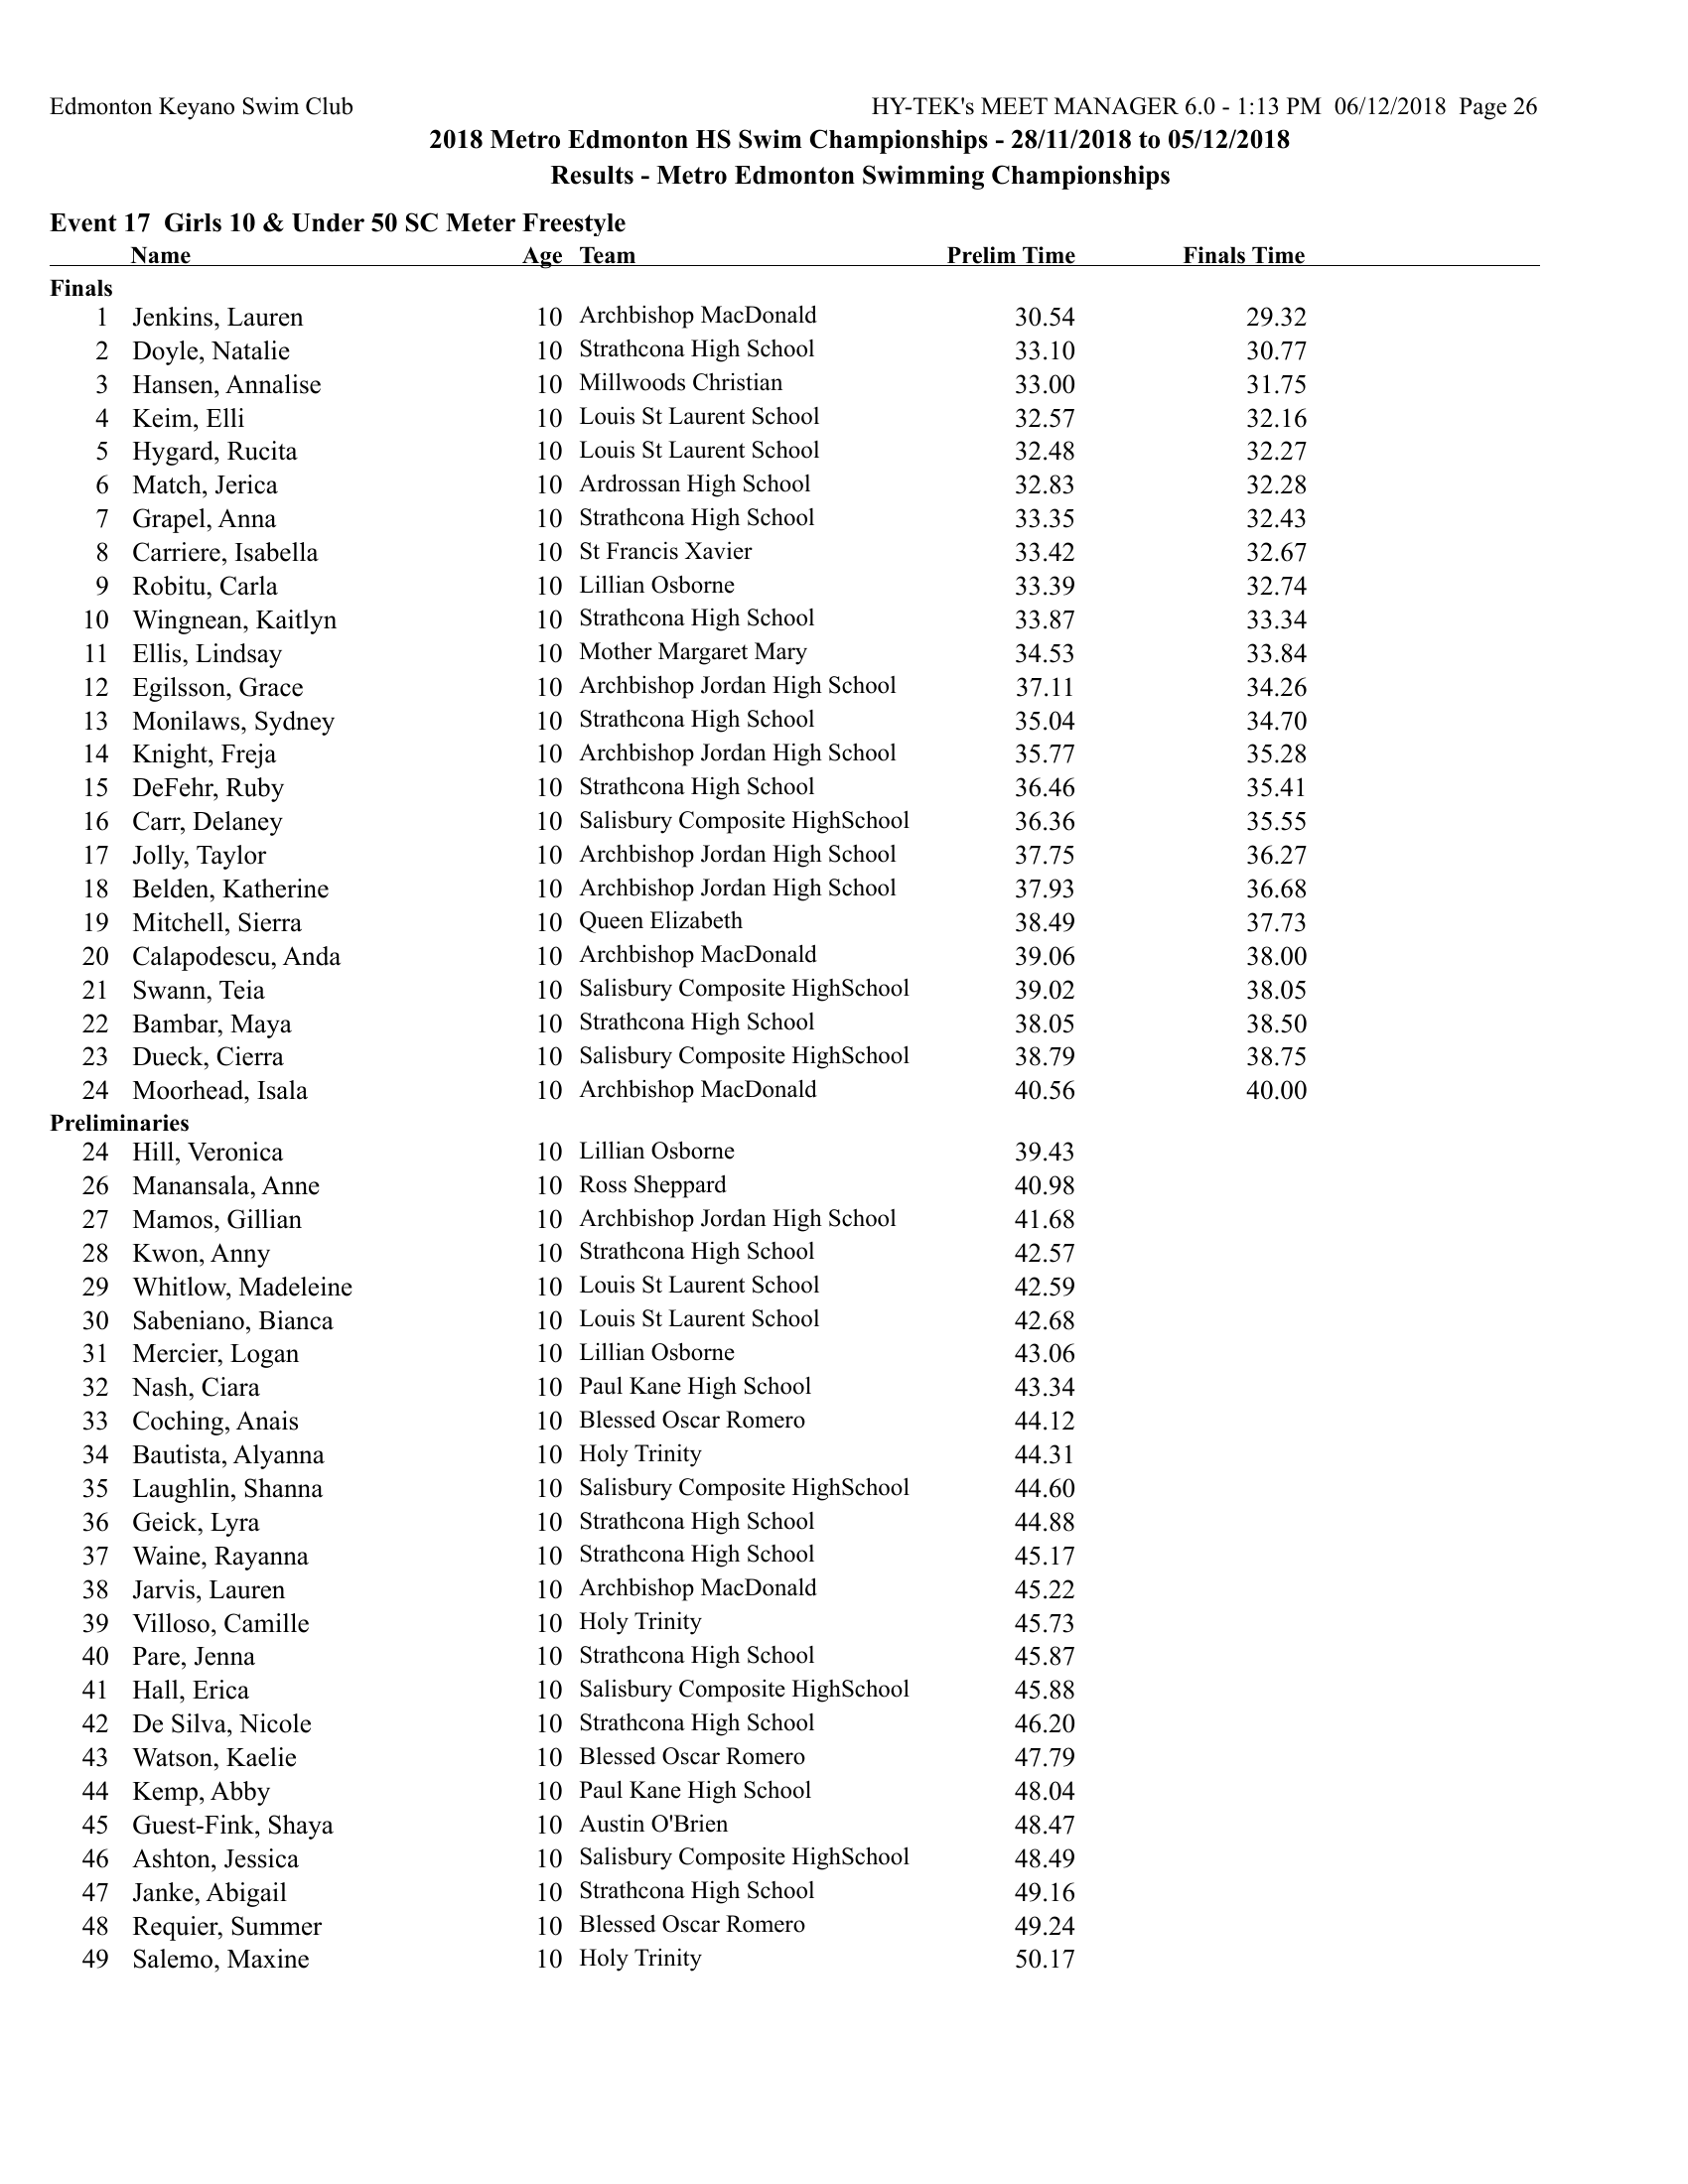 Edmonton Keyano Swim Club HY-TEK's MEET MANAGER 6.0 - 1:13 PM 06/12/2018 Page 26
2018 Metro Edmonton HS Swim Championships - 28/11/2018 to 05/12/2018
Results - Metro Edmonton Swimming Championships
Event 17 Girls 10 & Under 50 SC Meter Freestyle
Name Age Team Prelim Time Finals Time
Finals
1 Jenkins, Lauren 10 Archbishop MacDonald 30.54 29.32
2 Doyle, Natalie 10 Strathcona High School 33.10 30.77
3 Hansen, Annalise 10 Millwoods Christian 33.00 31.75
4 Keim, Elli 10 Louis St Laurent School 32.57 32.16
5 Hygard, Rucita 10 Louis St Laurent School 32.48 32.27
6 Match, Jerica 10 Ardrossan High School 32.83 32.28
7 Grapel, Anna 10 Strathcona High School 33.35 32.43
8 Carriere, Isabella 10 St Francis Xavier 33.42 32.67
9 Robitu, Carla 10 Lillian Osborne 33.39 32.74
10 Wingnean, Kaitlyn 10 Strathcona High School 33.87 33.34
11 Ellis, Lindsay 10 Mother Margaret Mary 34.53 33.84
12 Egilsson, Grace 10 Archbishop Jordan High School 37.11 34.26
13 Monilaws, Sydney 10 Strathcona High School 35.04 34.70
14 Knight, Freja 10 Archbishop Jordan High School 35.77 35.28
15 DeFehr, Ruby 10 Strathcona High School 36.46 35.41
16 Carr, Delaney 10 Salisbury Composite HighSchool 36.36 35.55
17 Jolly, Taylor 10 Archbishop Jordan High School 37.75 36.27
18 Belden, Katherine 10 Archbishop Jordan High School 37.93 36.68
19 Mitchell, Sierra 10 Queen Elizabeth 38.49 37.73
20 Calapodescu, Anda 10 Archbishop MacDonald 39.06 38.00
21 Swann, Teia 10 Salisbury Composite HighSchool 39.02 38.05
22 Bambar, Maya 10 Strathcona High School 38.05 38.50
23 Dueck, Cierra 10 Salisbury Composite HighSchool 38.79 38.75
24 Moorhead, Isala 10 Archbishop MacDonald 40.56 40.00
Preliminaries
24 Hill, Veronica 10 Lillian Osborne 39.43
26 Manansala, Anne 10 Ross Sheppard 40.98
27 Mamos, Gillian 10 Archbishop Jordan High School 41.68
28 Kwon, Anny 10 Strathcona High School 42.57
29 Whitlow, Madeleine 10 Louis St Laurent School 42.59
30 Sabeniano, Bianca 10 Louis St Laurent School 42.68
31 Mercier, Logan 10 Lillian Osborne 43.06
32 Nash, Ciara 10 Paul Kane High School 43.34
33 Coching, Anais 10 Blessed Oscar Romero 44.12
34 Bautista, Alyanna 10 Holy Trinity 44.31
35 Laughlin, Shanna 10 Salisbury Composite HighSchool 44.60
36 Geick, Lyra 10 Strathcona High School 44.88
37 Waine, Rayanna 10 Strathcona High School 45.17
38 Jarvis, Lauren 10 Archbishop MacDonald 45.22
39 Villoso, Camille 10 Holy Trinity 45.73
40 Pare, Jenna 10 Strathcona High School 45.87
41 Hall, Erica 10 Salisbury Composite HighSchool 45.88
42 De Silva, Nicole 10 Strathcona High School 46.20
43 Watson, Kaelie 10 Blessed Oscar Romero 47.79
44 Kemp, Abby 10 Paul Kane High School 48.04
45 Guest-Fink, Shaya 10 Austin O'Brien 48.47
46 Ashton, Jessica 10 Salisbury Composite HighSchool 48.49
47 Janke, Abigail 10 Strathcona High School 49.16
48 Requier, Summer 10 Blessed Oscar Romero 49.24
49 Salemo, Maxine 10 Holy Trinity 50.17